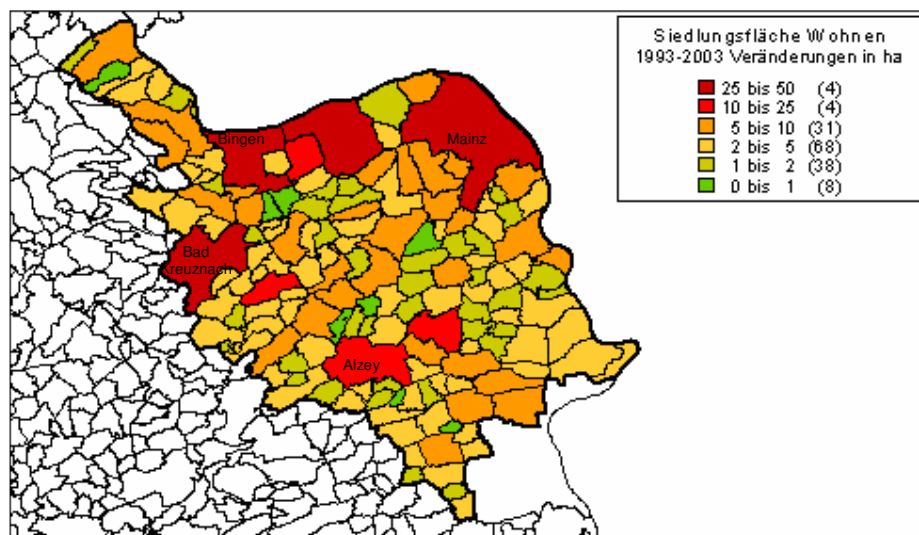 Siedlungsfläche Wohnen
1993-2003 Veränderungen in ha
25 bis 50 (4)
10 bis 25 (4)
5 bis 10 (31)
2 bis 5 (68)
1 bis 2 (38)
0 bis 1 (8)
Bingen
Mainz
Bad
Kreuznach
Alzey